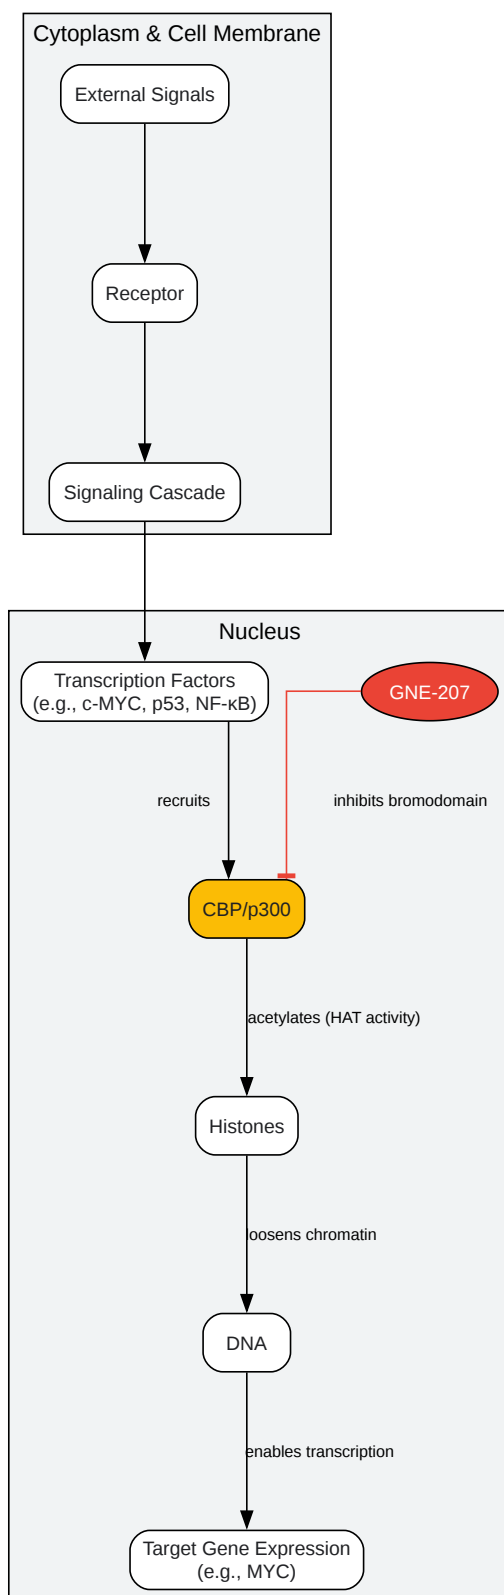 Cytoplasm & Cell Membrane
External Signals
Receptor
Signaling Cascade
Nucleus
Transcription Factors
(e.g., c-MYC, p53, NF-κB)
GNE-207
recruits
inhibits bromodomain
CBP/p300
acetylates (HAT activity)
Histones
loosens chromatin
DNA
enables transcription
Target Gene Expression
(e.g., MYC)